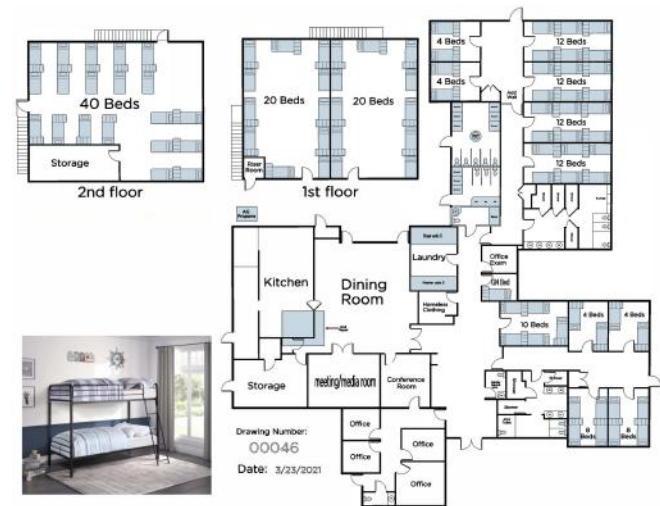 40 Beds
Storage
2nd floor
20 Beds
20 Beds
Riser
Room
1st floor
4 Beds
4 Beds
12 Beds
12 Beds
12 Beds
12 Beds
Kitchen
Dining
Room
Laundry
Homeless
Clothing
Office
Exam
Storage
meeting/media room
Conference
Room
10 Beds
4 Beds
4 Beds
8
Beds
8
Beds
Office
Office
Office
Office
Drawing Number:
00046
Date: 3/23/2021